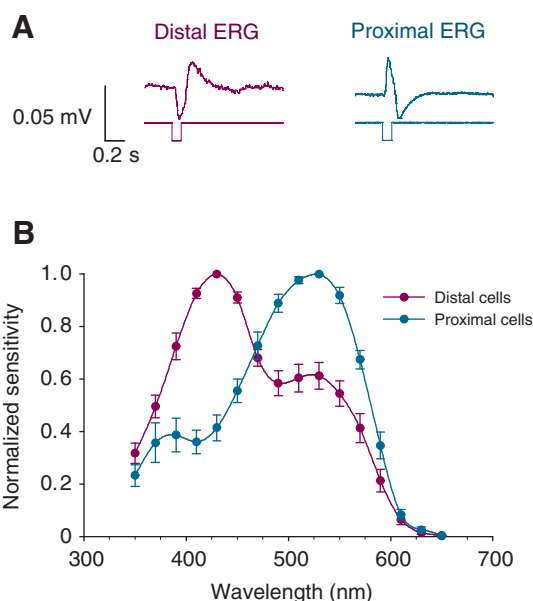 A
Distal ERG
Proximal ERG
0.05 mV
0.2 s
B
1.0
0.8
0.6
0.4
0.2
0
Normalized sensitivity
Distal cells
Proximal cells
300
400
500
600
700
Wavelength (nm)